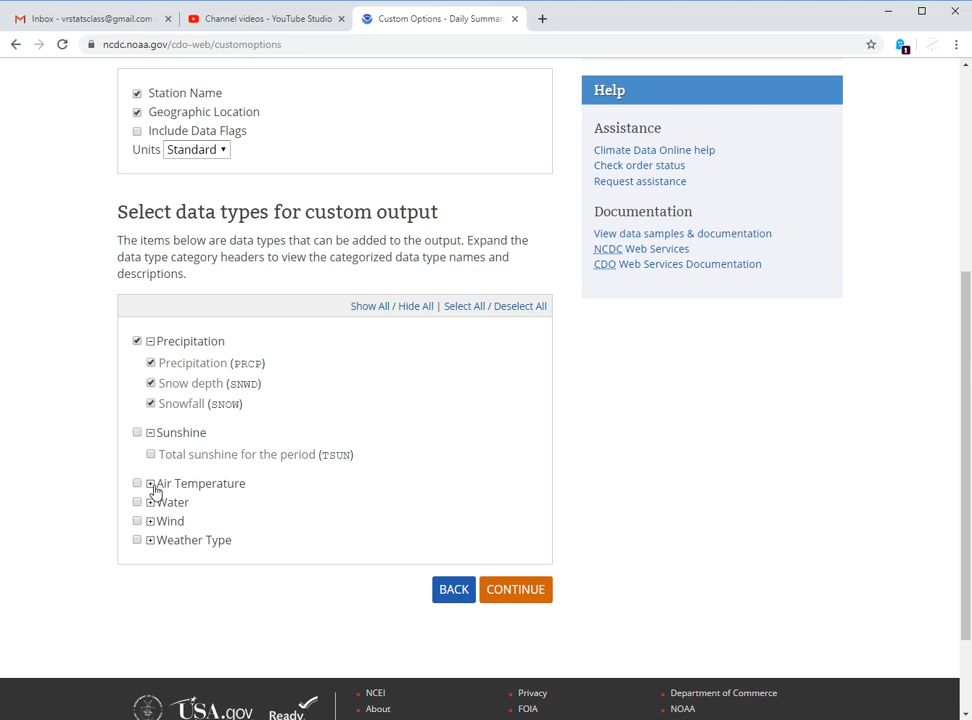 Inbox - vrstatsclass@gmail.com
Channel videos - YouTube Studio
Custom Options - Daily Summa
ncdc.noaa.gov/cdo-web/customoptions
1
Station Name
Geographic Location
Include Data Flags
Units Standard
Select data types for custom output
The items below are data types that can be added to the output. Expand the
data type category headers to view the categorized data type names and
descriptions.
Show All / Hide All | Select All / Deselect All
Precipitation
Precipitation (PRCP)
Snow depth (SNWD)
Snowfall (SNOW)
Sunshine
Total sunshine for the period (TSUN)
Air Temperature
Water
Wind
Weather Type
BACK CONTINUE
Help
Assistance
Climate Data Online help
Check order status
Request assistance
Documentation
View data samples & documentation
NCDC Web Services
CDO Web Services Documentation
USA.gov
Ready
NCEI
About
Privacy
FOIA
Department of Commerce
NOAA